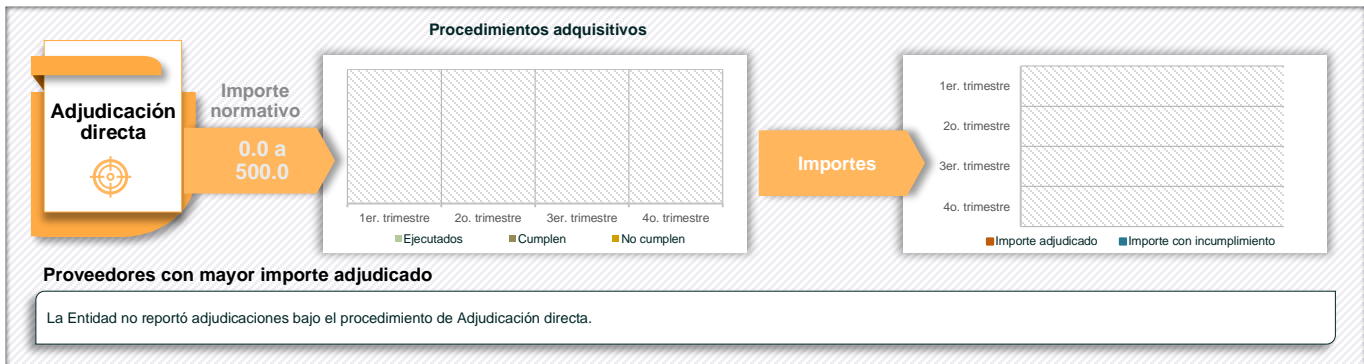 Procedimientos adquisitivos
Adjudicación
directa
Importe
normativo
0.0 a
500.0
1er. trimestre 2o. trimestre 3er. trimestre 4o. trimestre
Ejecutados Cumplen No cumplen
Importes
1er. trimestre
2o. trimestre
3er. trimestre
4o. trimestre
Importe adjudicado Importe con incumplimiento
Proveedores con mayor importe adjudicado
La Entidad no reportó adjudicaciones bajo el procedimiento de Adjudicación directa.